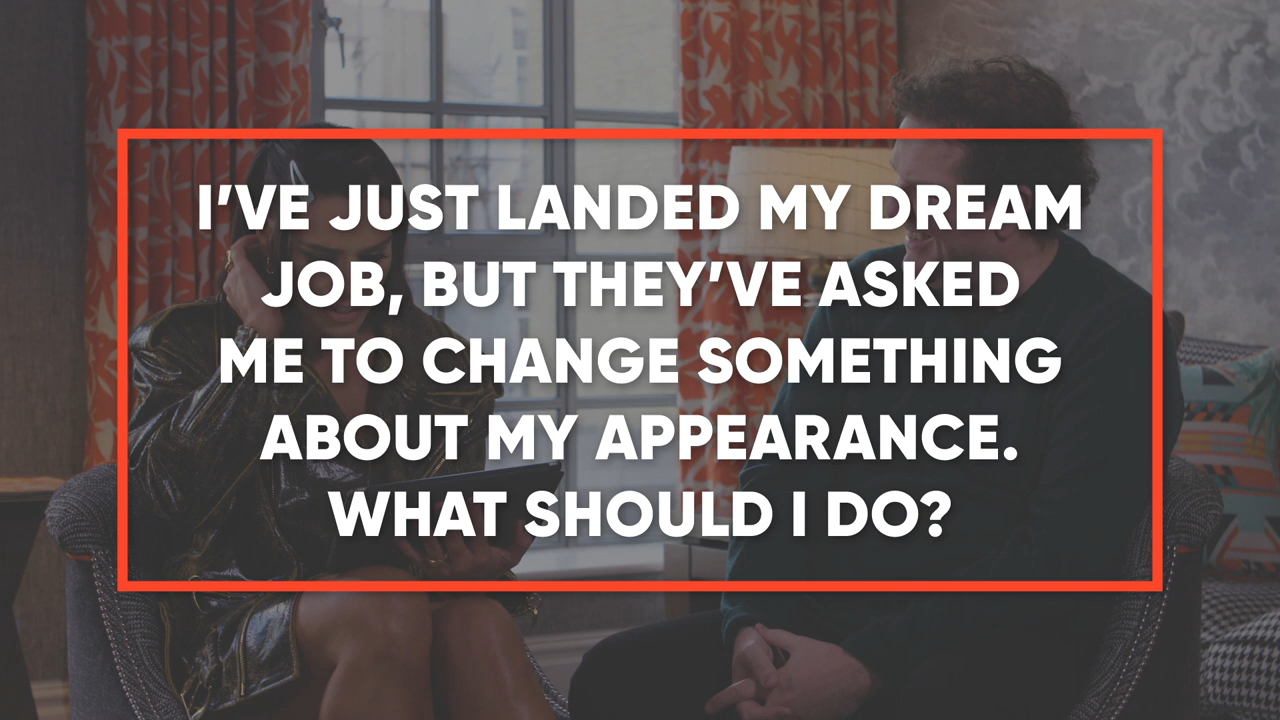 I’VE JUST LANDED MY DREAM
JOB, BUT THEY’VE ASKED
ME TO CHANGE SOMETHING
ABOUT MY APPEARANCE.
WHAT SHOULD I DO?